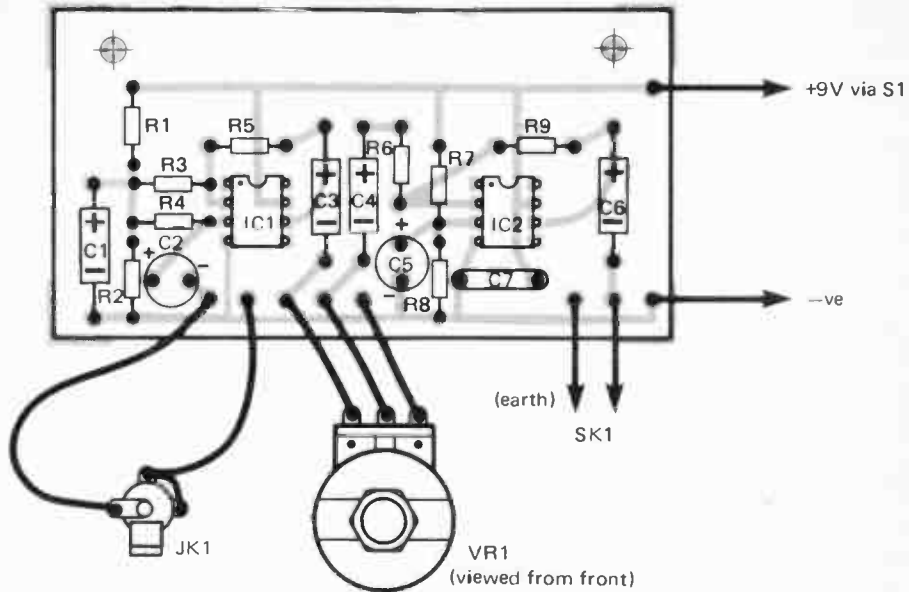 +9V via S1
R1
R5
R9
R6
R7
R3
+
+
+
IC1
C3
C4
IC2
C6
-
-
-
R4
+
C1
-
C2
+
-
+
C5
-
R2
R8
C7
–ve
(earth)
SK1
JK1
VR1
(viewed from front)